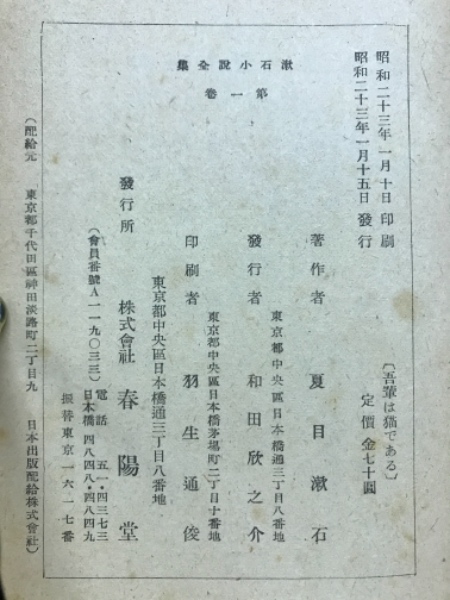 漱石小說全集
第一卷
昭和二十三年一月十日印刷
昭和二十三年一月十五日發行
〔吾輩は猫である〕
定價金七十圓
著作者 夏目漱石
東京都中央區日本橋通三丁目八番地
發行者 和田欣之介
東京都中央區日本橋茅場町二丁目十番地
印刷者 羽生通俊
東京都中央區日本橋通三丁目八番地
發行所 株式會社 春陽堂
(會員番號A一一九〇三三)
電話 五一・四三七三
日本橋 四八四八・四八四九
振替東京一六一七番
(配給元 東京都千代田區神田淡路町二丁目九 日本出版配給株式會社)